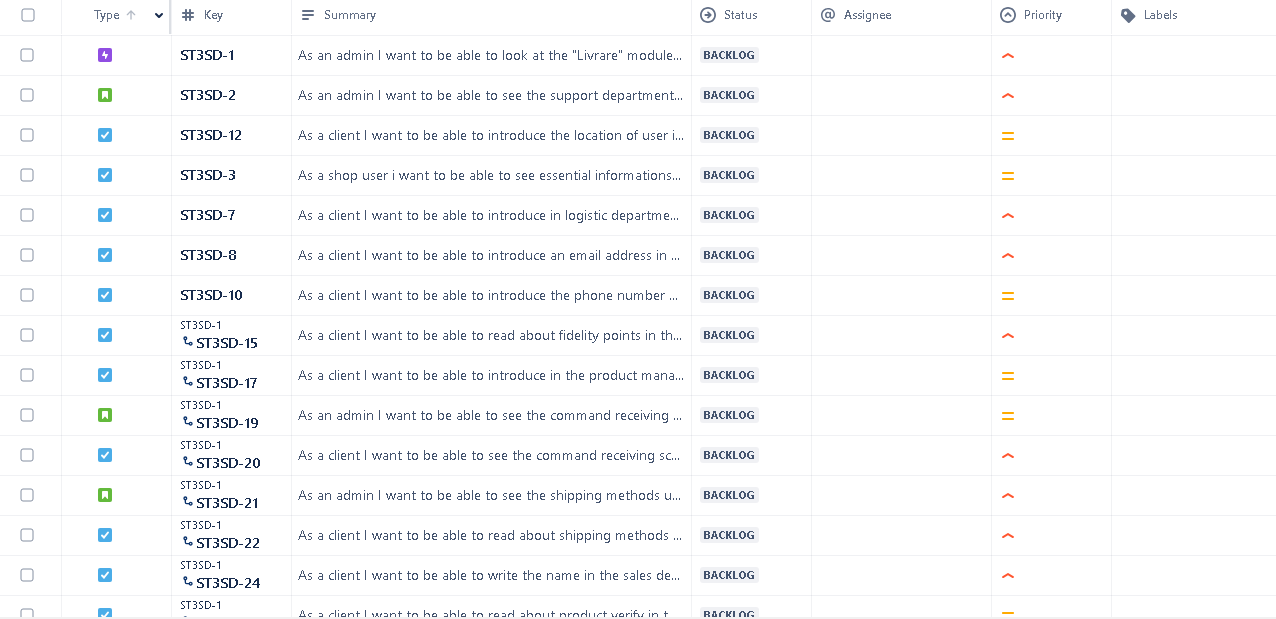 Type Key Summary Status Assignee Priority Labels
ST3SD-1 As an admin I want to be able to look at the "Livrare" module... BACKLOG
ST3SD-2 As an admin I want to be able to see the support department... BACKLOG
ST3SD-12 As a client I want to be able to introduce the location of user i... BACKLOG
ST3SD-3 As a shop user i want to be able to see essential informations... BACKLOG
ST3SD-7 As a client I want to be able to introduce in logistic departme... BACKLOG
ST3SD-8 As a client I want to be able to introduce an email address in ... BACKLOG
ST3SD-10 As a client I want to be able to introduce the phone number ... BACKLOG
ST3SD-1
ST3SD-15 As a client I want to be able to read about fidelity points in th... BACKLOG
ST3SD-1
ST3SD-17 As a client I want to be able to introduce in the product mana... BACKLOG
ST3SD-1
ST3SD-19 As an admin I want to be able to see the command receiving ... BACKLOG
ST3SD-1
ST3SD-20 As a client I want to be able to see the command receiving sc... BACKLOG
ST3SD-1
ST3SD-21 As an admin I want to be able to see the shipping methods u... BACKLOG
ST3SD-1
ST3SD-22 As a client I want to be able to read about shipping methods ... BACKLOG
ST3SD-1
ST3SD-24 As a client I want to be able to write the name in the sales de... BACKLOG
ST3SD-1
As a client I want to be able to read about product verify in t... BACKLOG